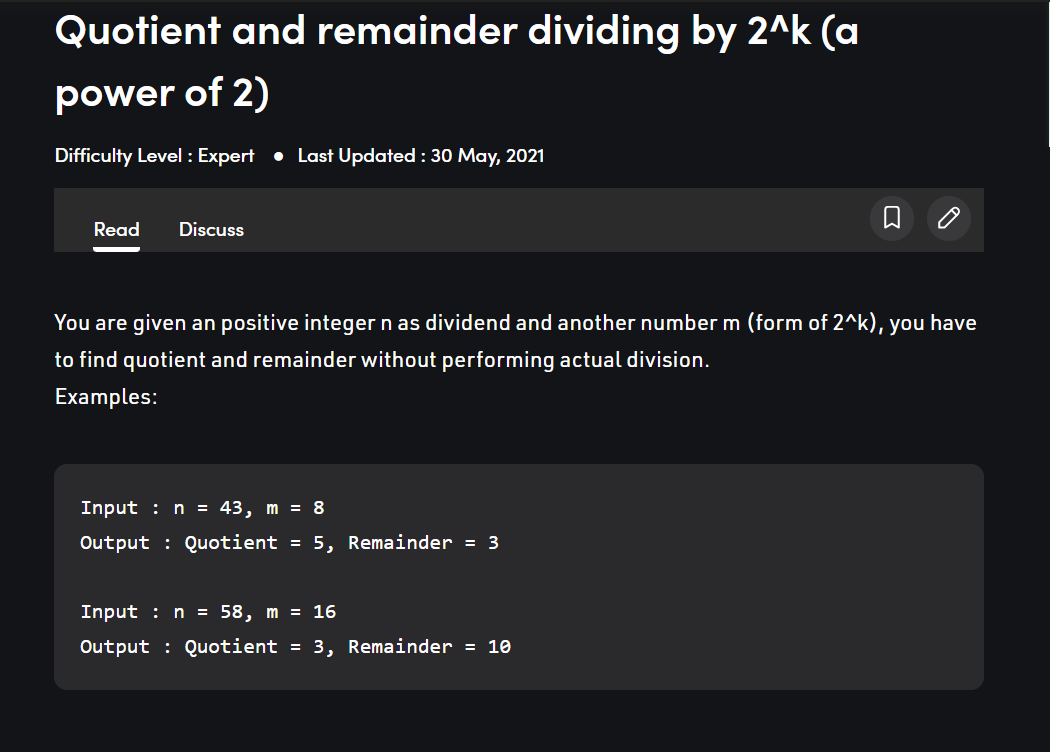 Quotient and remainder dividing by 2^k (a
power of 2)
Difficulty Level : Expert ● Last Updated : 30 May, 2021
Read Discuss
You are given an positive integer n as dividend and another number m (form of 2^k), you have
to find quotient and remainder without performing actual division.
Examples:
Input : n = 43, m = 8
Output : Quotient = 5, Remainder = 3
Input : n = 58, m = 16
Output : Quotient = 3, Remainder = 10